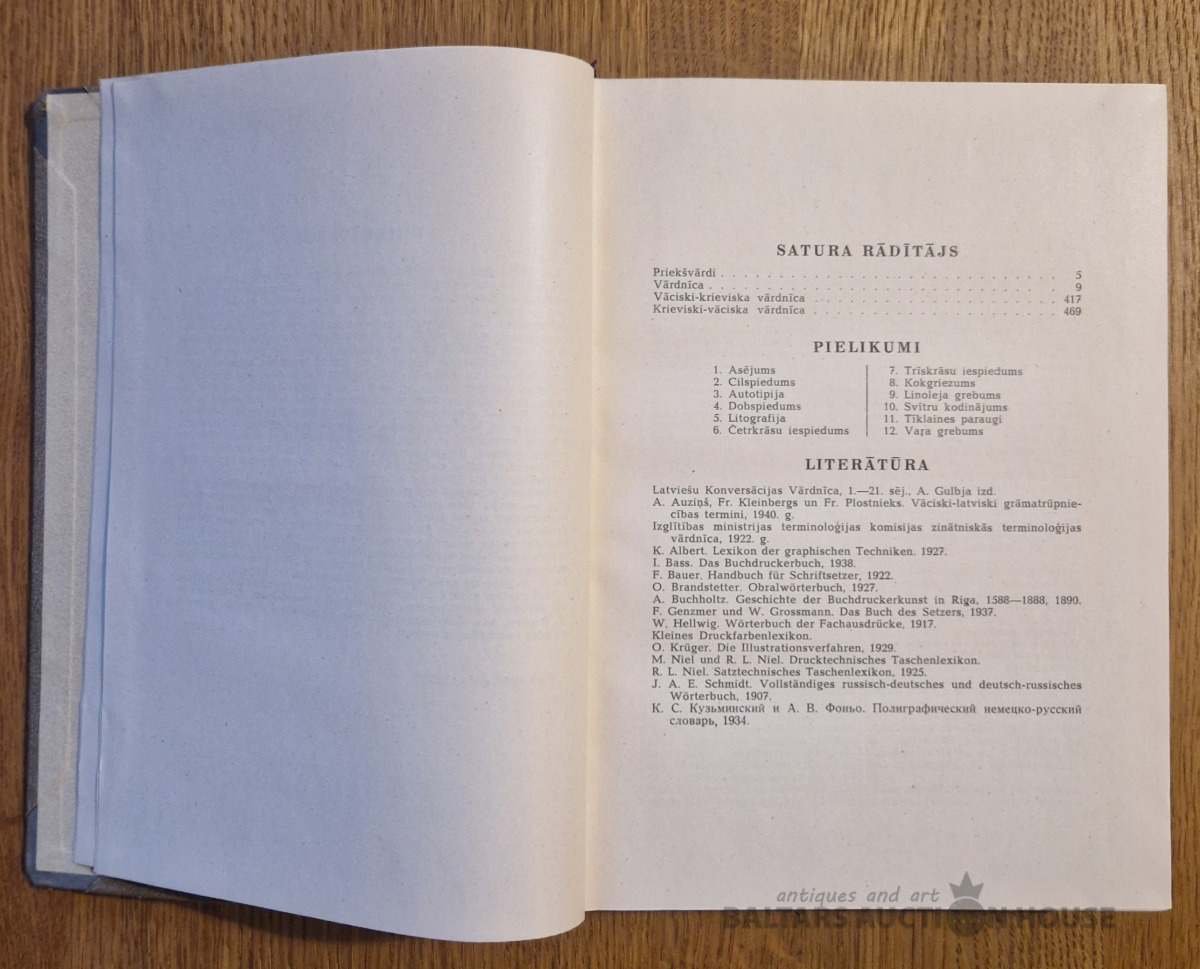 SATURA RĀDĪTĀJS
Priekšvārdi . . . . . . . . . . . . . . . . . . . . . . . . . . . . . . 5
Vārdnīca . . . . . . . . . . . . . . . . . . . . . . . . . . . . . . 9
Vāciski-krieviska vārdnīca . . . . . . . . . . . . . . . . . . . . 417
Krieviski-vāciska vārdnīca . . . . . . . . . . . . . . . . . . . . 469
PIELIKUMI
1. Asējums
2. Cilspiedums
3. Autotipija
4. Dobspiedums
5. Litografija
6. Četrkrāsu iespiedums
7. Trīskrāsu iespiedums
8. Kokgriezums
9. Linoleja grebums
10. Svītru kodinājums
11. Tīklaines paraugi
12. Vaŗa grebums
LITERĀTŪRA
Latviešu Konversācijas Vārdnīca, 1.—21. sēj., A. Gulbja izd.
A. Auziņš, Fr. Kleinbergs un Fr. Plostnieks. Vāciski-latviski grāmatrūpnie-
cības termini, 1940. g.
Izglītības ministrijas terminoloģijas komisijas zinātniskās terminoloģijas
vārdnīca, 1922. g.
K. Albert. Lexikon der graphischen Techniken. 1927.
I. Bass. Das Buchdruckerbuch, 1938.
F. Bauer. Handbuch für Schriftsetzer, 1922.
O. Brandstetter. Obralwörterbuch, 1927.
A. Buchholtz. Geschichte der Buchdruckerkunst in Riga, 1588—1888, 1890.
F. Genzmer und W. Grossmann. Das Buch des Setzers, 1937.
W. Hellwig. Wörterbuch der Fachausdrücke, 1917.
Kleines Druckfarbenlexikon.
O. Krüger. Die Illustrationsverfahren, 1929.
M. Niel und R. L. Niel. Drucktechnisches Taschenlexikon.
R. L. Niel. Satztechnisches Taschenlexikon, 1925.
J. A. E. Schmidt. Vollständiges russisch-deutsches und deutsch-russisches
Wörterbuch, 1907.
К. С. Кузьминский и А. В. Фоньо. Полиграфический немецко-русский
словарь, 1934.
antiques and art
BALTARS AUCTION HOUSE